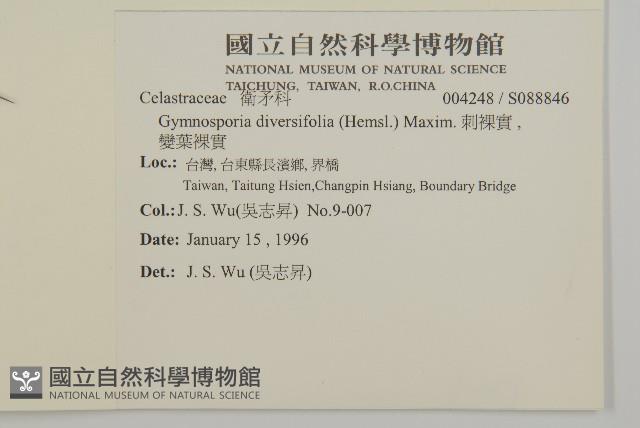 國立自然科學博物館
NATIONAL MUSEUM OF NATURAL SCIENCE
TAICHUNG, TAIWAN, R.O.CHINA
Celastraceae 衛矛科 004248 / S088846
Gymnosporia diversifolia (Hemsl.) Maxim. 刺裸實 ,
變葉裸實
Loc.: 台灣, 台東縣長濱鄉, 界橋
Taiwan, Taitung Hsien,Changpin Hsiang, Boundary Bridge
Col.: J. S. Wu(吳志昇) No.9-007
Date: January 15 , 1996
Det.: J. S. Wu (吳志昇)
國立自然科學博物館
NATIONAL MUSEUM OF NATURAL SCIENCE